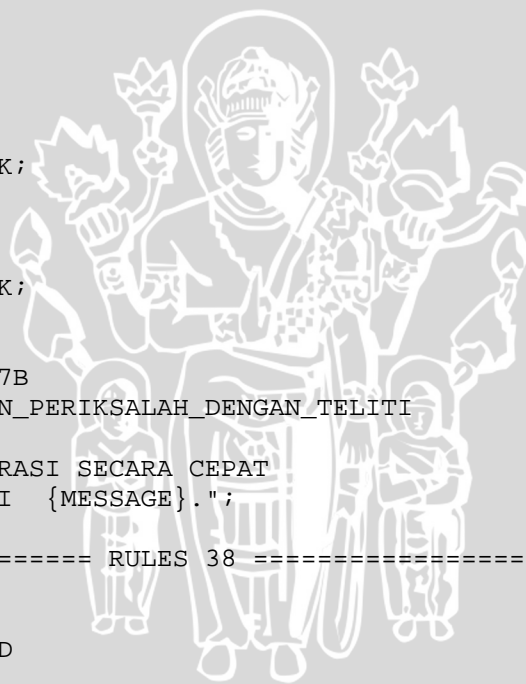 K;
K;
7B
N_PERIKSALAH_DENGAN_TELITI
RASI SECARA CEPAT
I {MESSAGE}.";
====== RULES 38 =================
D